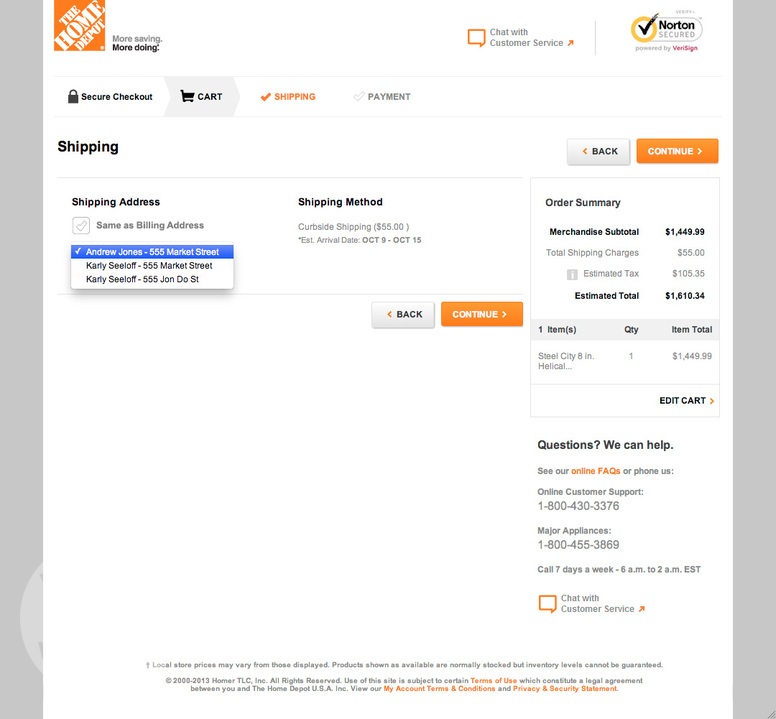 THE HOME DEPOT
More saving.
More doing.
Chat with
Customer Service
VERIFY
Norton
SECURED
powered by VeriSign
Secure Checkout
CART
SHIPPING
PAYMENT
Shipping
BACK
CONTINUE
Shipping Address
Same as Billing Address
Andrew Jones - 555 Market Street
Karly Seeloff - 555 Market Street
Karly Seeloff - 555 Jon Do St
Shipping Method
Curbside Shipping ($55.00 )
*Est. Arrival Date: OCT 9 - OCT 15
BACK
CONTINUE
Order Summary
Merchandise Subtotal $1,449.99
Total Shipping Charges $55.00
i Estimated Tax $105.35
Estimated Total $1,610.34
1 Item(s) Qty Item Total
Steel City 8 in. 1 $1,449.99
Helical...
EDIT CART
Questions? We can help.
See our online FAQs or phone us:
Online Customer Support:
1-800-430-3376
Major Appliances:
1-800-455-3869
Call 7 days a week - 6 a.m. to 2 a.m. EST
Chat with
Customer Service
† Local store prices may vary from those displayed. Products shown as available are normally stocked but inventory levels cannot be guaranteed.
© 2000-2013 Homer TLC, Inc. All Rights Reserved. Use of this site is subject to certain Terms of Use which constitute a legal agreement
between you and The Home Depot U.S.A. Inc. View our My Account Terms & Conditions and Privacy & Security Statement.